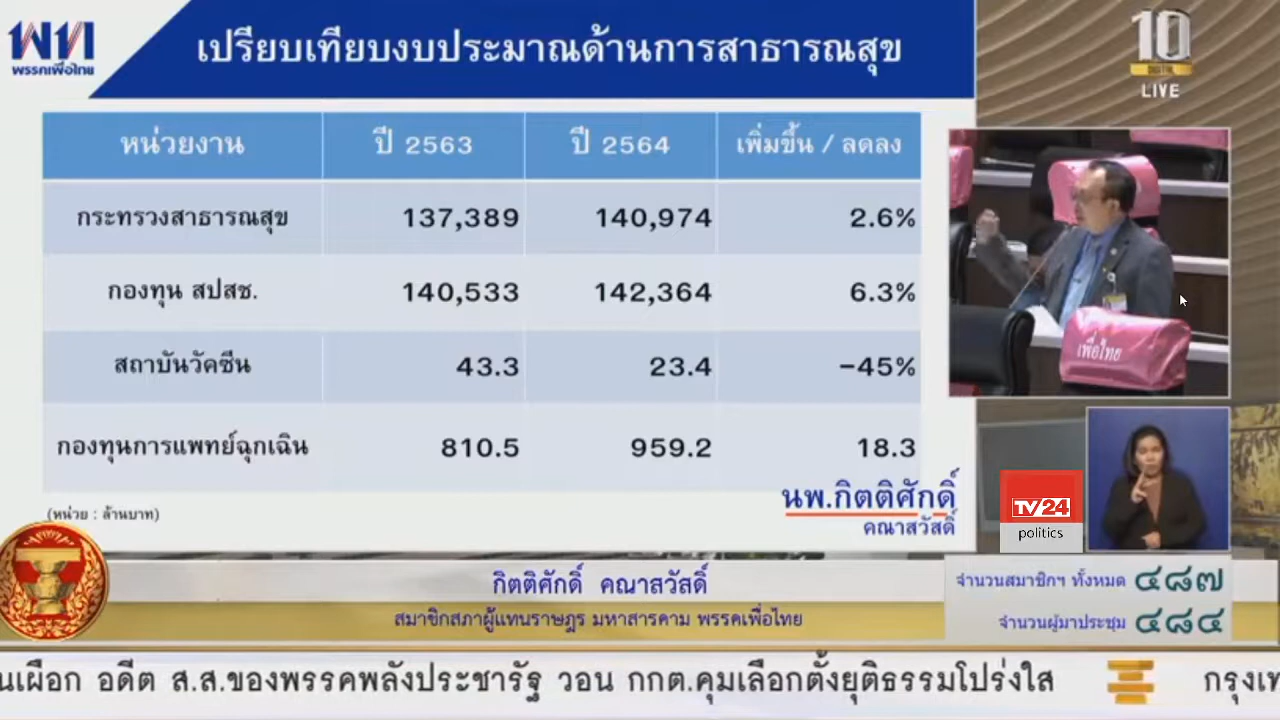 พท
พรรคเพื่อไทย
เปรียบเทียบงบประมาณด้านการสาธารณสุข
10
DIGITAL
LIVE
หน่วยงาน ปี 2563 ปี 2564 เพิ่มขึ้น / ลดลง
กระทรวงสาธารณสุข 137,389 140,974 2.6%
กองทุน สปสช. 140,533 142,364 6.3%
สถาบันวัคซีน 43.3 23.4 -45%
กองทุนการแพทย์ฉุกเฉิน 810.5 959.2 18.3
(หน่วย : ล้านบาท)
นพ.กิตติศักดิ์
คณาสวัสดิ์
เพื่อไทย
TV24
politics
กิตติศักดิ์ คณาสวัสดิ์
สมาชิกสภาผู้แทนราษฎร มหาสารคาม พรรคเพื่อไทย
จำนวนสมาชิกฯ ทั้งหมด ๔๘๗
จำนวนผู้มาประชุม ๔๘๔
นเผือก อดีต ส.ส.ของพรรคพลังประชารัฐ วอน กกต.คุมเลือกตั้งยุติธรรมโปร่งใส กรุงเท